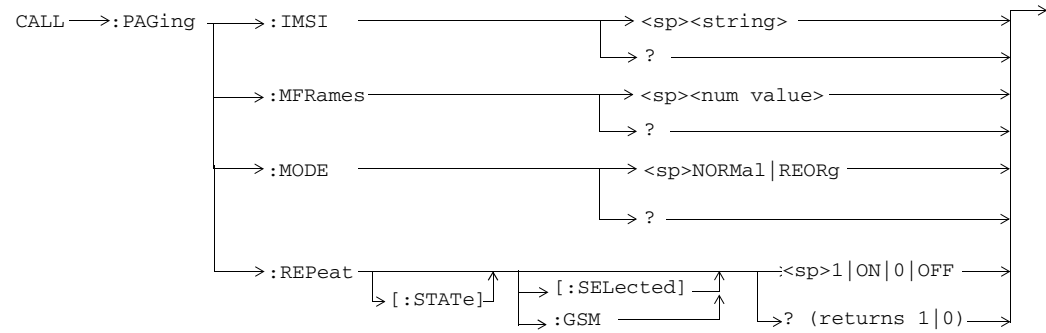 CALL :PAGing :IMSI <sp><string>
?
:MFRames <sp><num value>
?
:MODE <sp>NORMal|REORg
?
:REPeat <sp>1|ON|0|OFF
[:STATe] [:SELected]
:GSM ? (returns 1|0)